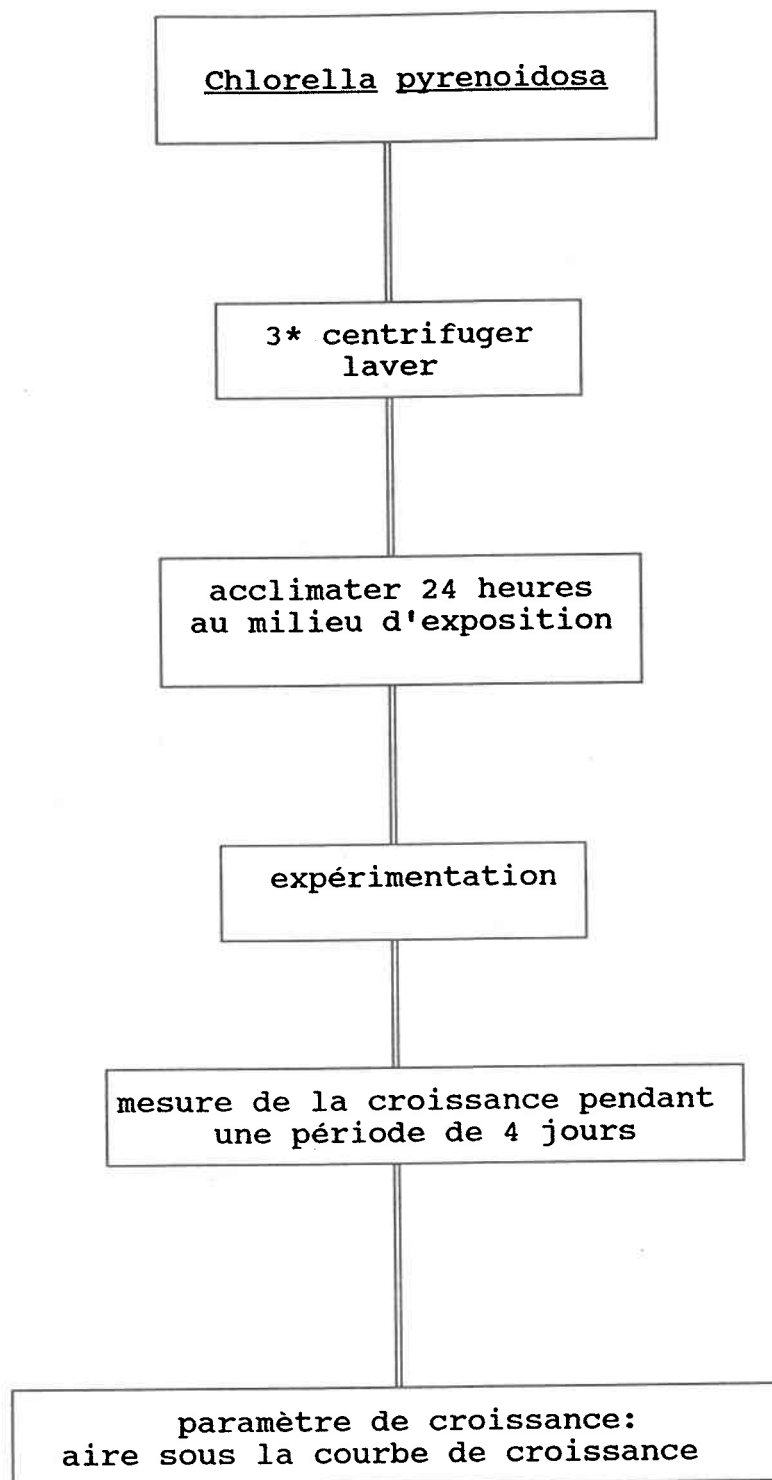 Chlorella pyrenoidosa
3* centrifuger
laver
acclimater 24 heures
au milieu d'exposition
expérimentation
mesure de la croissance pendant
une période de 4 jours
paramètre de croissance:
aire sous la courbe de croissance